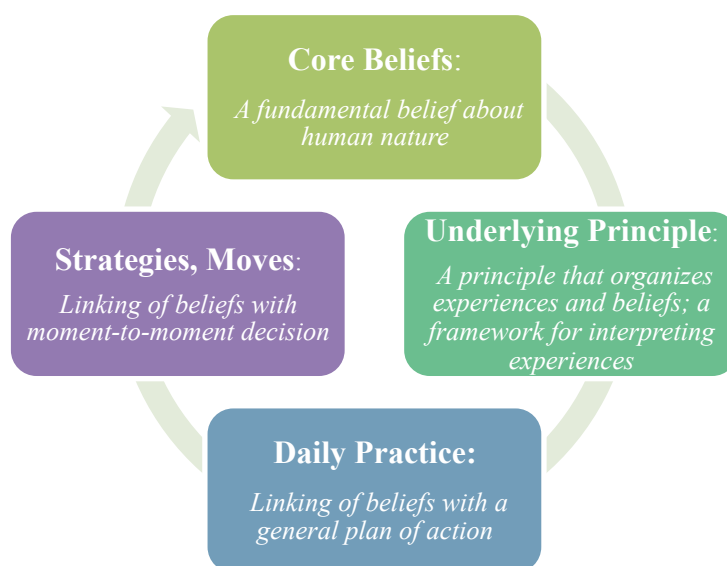 Core Beliefs:
A fundamental belief about
human nature
Underlying Principle:
A principle that organizes
experiences and beliefs; a
framework for interpreting
experiences
Daily Practice:
Linking of beliefs with a
general plan of action
Strategies, Moves:
Linking of beliefs with
moment-to-moment decision